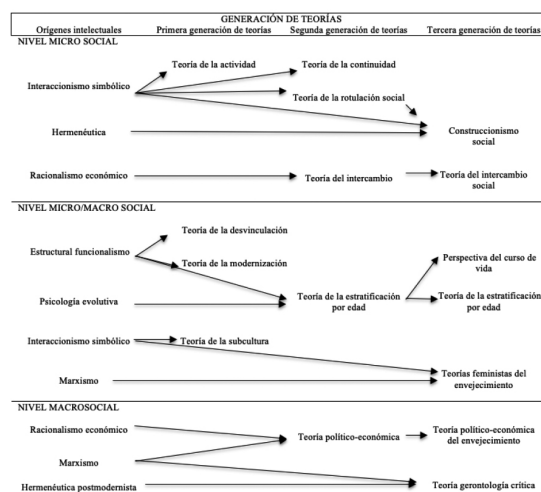 GENERACIÓN DE TEORÍAS
Orígenes intelectuales Primera generación de teorías Segunda generación de teorías Tercera generación de teorías
NIVEL MICRO SOCIAL
Teoría de la actividad Teoría de la continuidad
Interaccionismo simbólico
Teoría de la rotulación social
Hermenéutica Construccionismo
social
Racionalismo económico Teoría del intercambio Teoría del intercambio
social
NIVEL MICRO/MACRO SOCIAL
Teoría de la desvinculación
Estructural funcionalismo Perspectiva del curso de
vida
Teoría de la modernización
Psicología evolutiva Teoría de la estratificación Teoría de la estratificación
por edad por edad
Interaccionismo simbólico Teoría de la subcultura
Marxismo Teorías feministas del
envejecimiento
NIVEL MACROSOCIAL
Racionalismo económico
Teoría político-económica Teoría político-económica
del envejecimiento
Marxismo
Hermenéutica postmodernista Teoría gerontología crítica